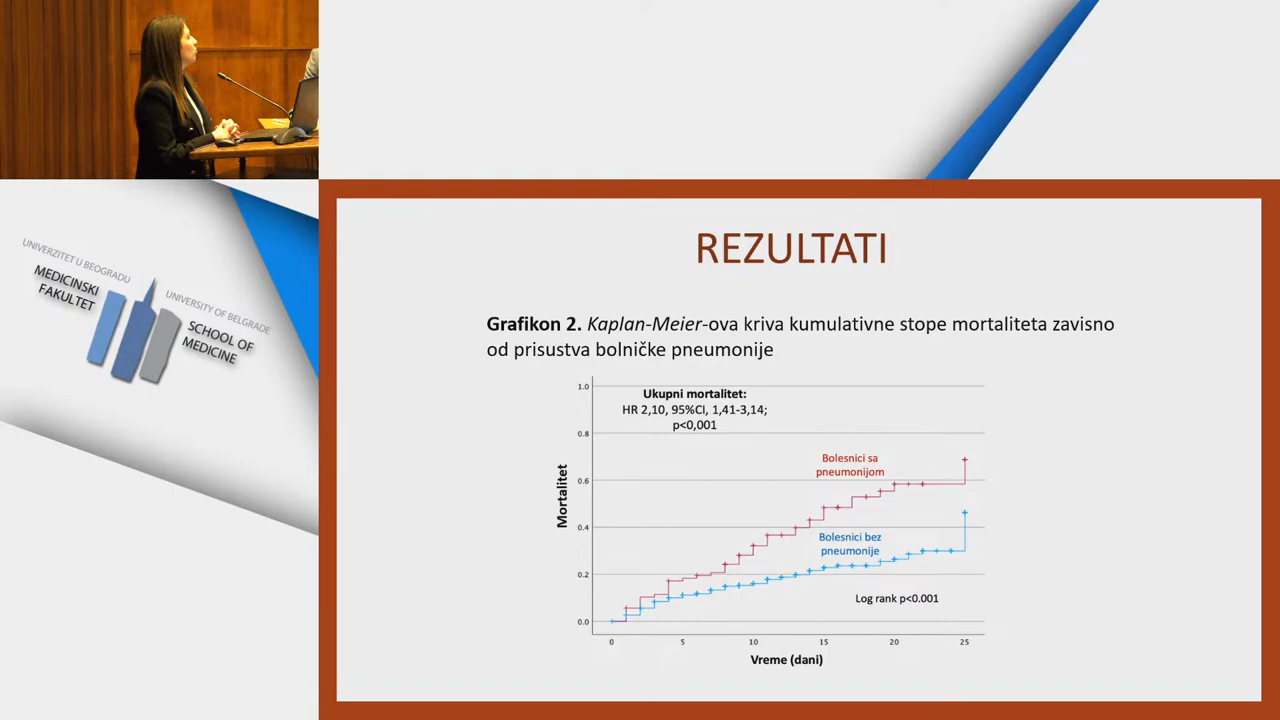 UNIVERZITET U BEOGRADU
MEDICINSKI
FAKULTET
UNIVERSITY OF BELGRADE
SCHOOL OF
MEDICINE
REZULTATI
Grafikon 2. Kaplan-Meier-ova kriva kumulativne stope mortaliteta zavisno
od prisustva bolničke pneumonije
Ukupni mortalitet:
HR 2,10, 95%CI, 1,41-3,14;
p<0,001
Bolesnici sa
pneumonijom
Bolesnici bez
pneumonije
Log rank p<0.001
Mortalitet
1.0
0.8
0.6
0.4
0.2
0.0
0 5 10 15 20 25
Vreme (dani)